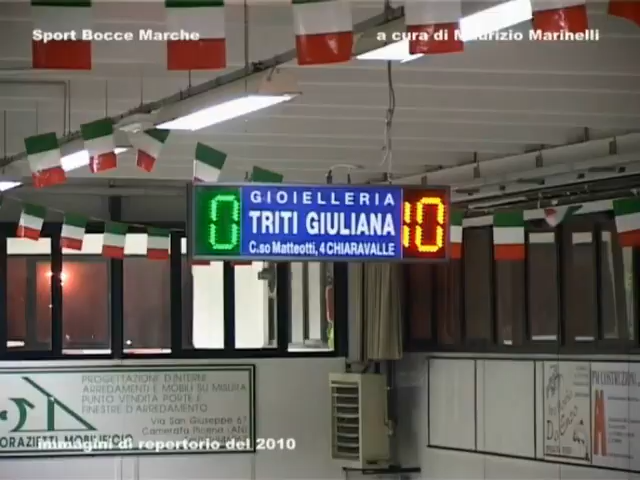 Sport Bocce Marche
a cura di Maurizio Marinelli
0
GIOIELLERIA
TRITI GIULIANA
C.so Matteotti, 4 CHIARAVALLE
10
PROGETTAZIONE D'INTERNI
ARREDAMENTI E MOBILI SU MISURA
PUNTO VENDITA PORTE E
FINESTRE D'ARREDAMENTO
Via San Giuseppe 67
Camerata Picena (AN)
ORAZIETTI MOBILIFICIO
immagini di repertorio del 2010